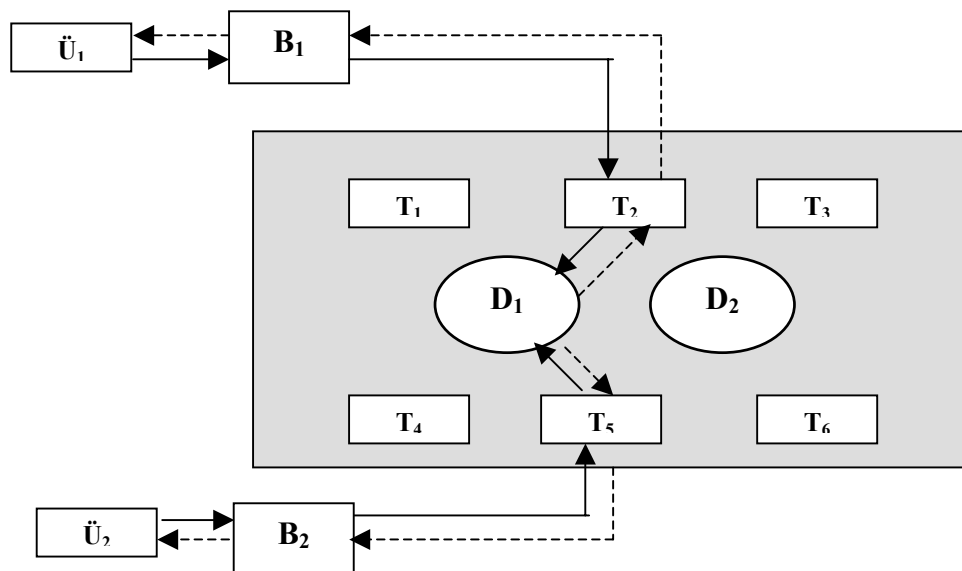 Ü₁
B₁
T₁ T₂ T₃
D₁ D₂
T₄ T₅ T₆
Ü₂
B₂